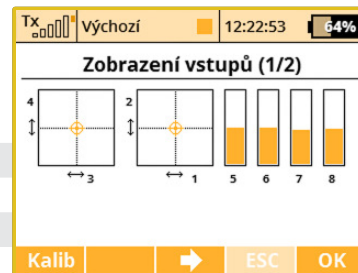 Tx Výchozí 12:22:53 64%
Zobrazení vstupů (1/2)
4 2
3 1 5 6 7 8
Kalib ESC OK